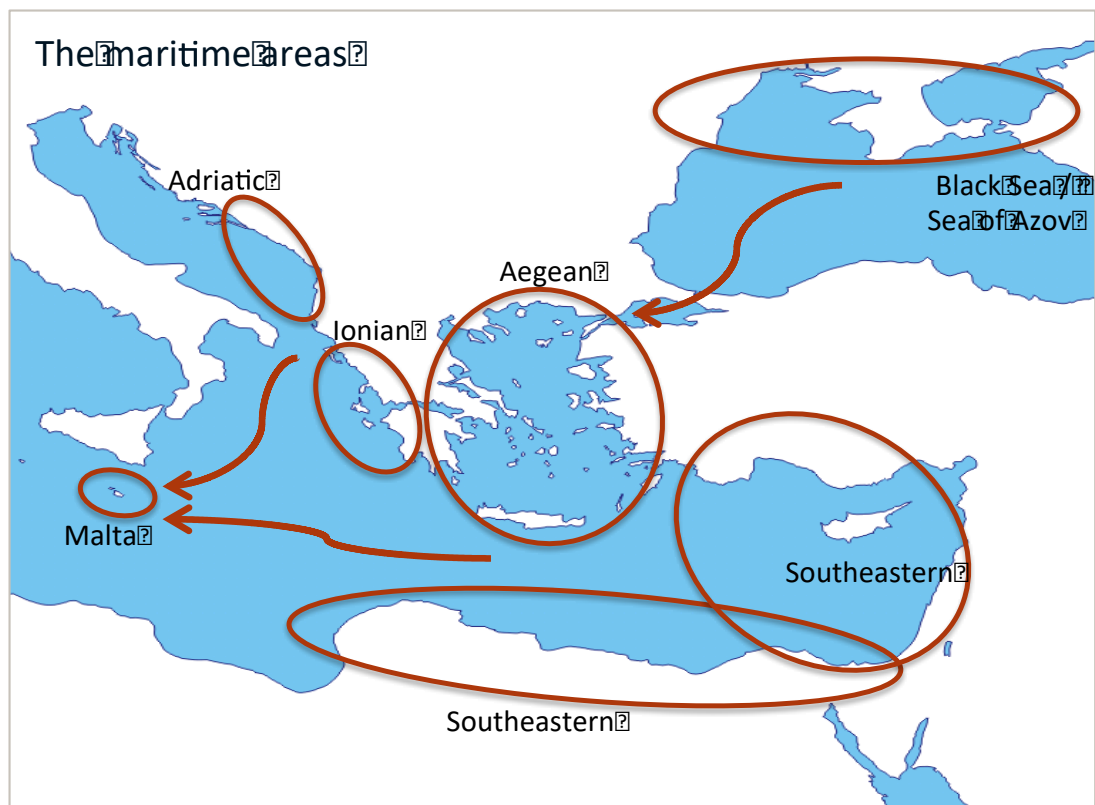 The⍰maritime⍰areas⍰
Adriatic⍰
Black⍰Sea⍰/⍰
Sea⍰of⍰Azov⍰
Aegean⍰
Ionian⍰
Malta⍰
Southeastern⍰
Southeastern⍰